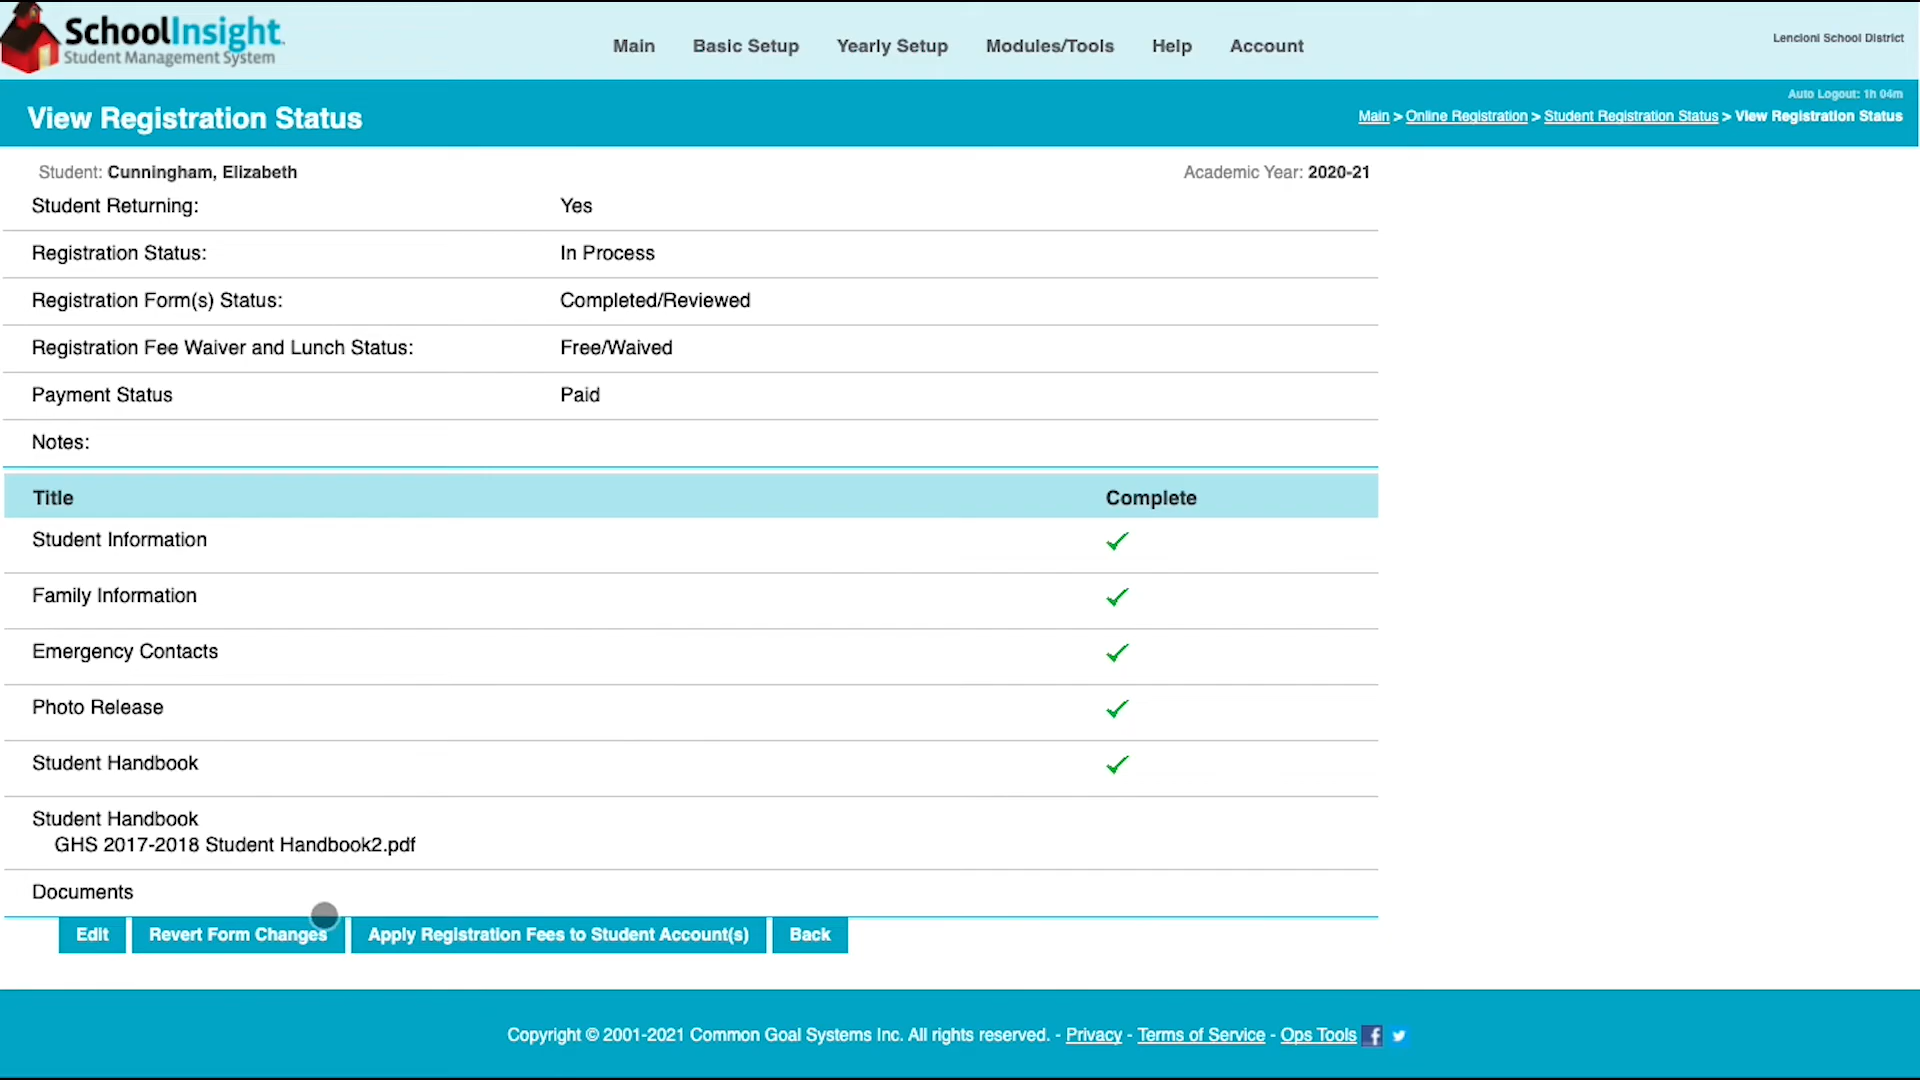 SchoolInsight.
Student Management System
Main Basic Setup Yearly Setup Modules/Tools Help Account
Lencioni School District
Auto Logout: 1h 04m
View Registration Status
Main > Online Registration > Student Registration Status > View Registration Status
Student: Cunningham, Elizabeth Academic Year: 2020-21
Student Returning: Yes
Registration Status: In Process
Registration Form(s) Status: Completed/Reviewed
Registration Fee Waiver and Lunch Status: Free/Waived
Payment Status Paid
Notes:
Title Complete
Student Information
Family Information
Emergency Contacts
Photo Release
Student Handbook
Student Handbook
GHS 2017-2018 Student Handbook2.pdf
Documents
Edit Revert Form Changes Apply Registration Fees to Student Account(s) Back
Copyright © 2001-2021 Common Goal Systems Inc. All rights reserved. - Privacy - Terms of Service - Ops Tools